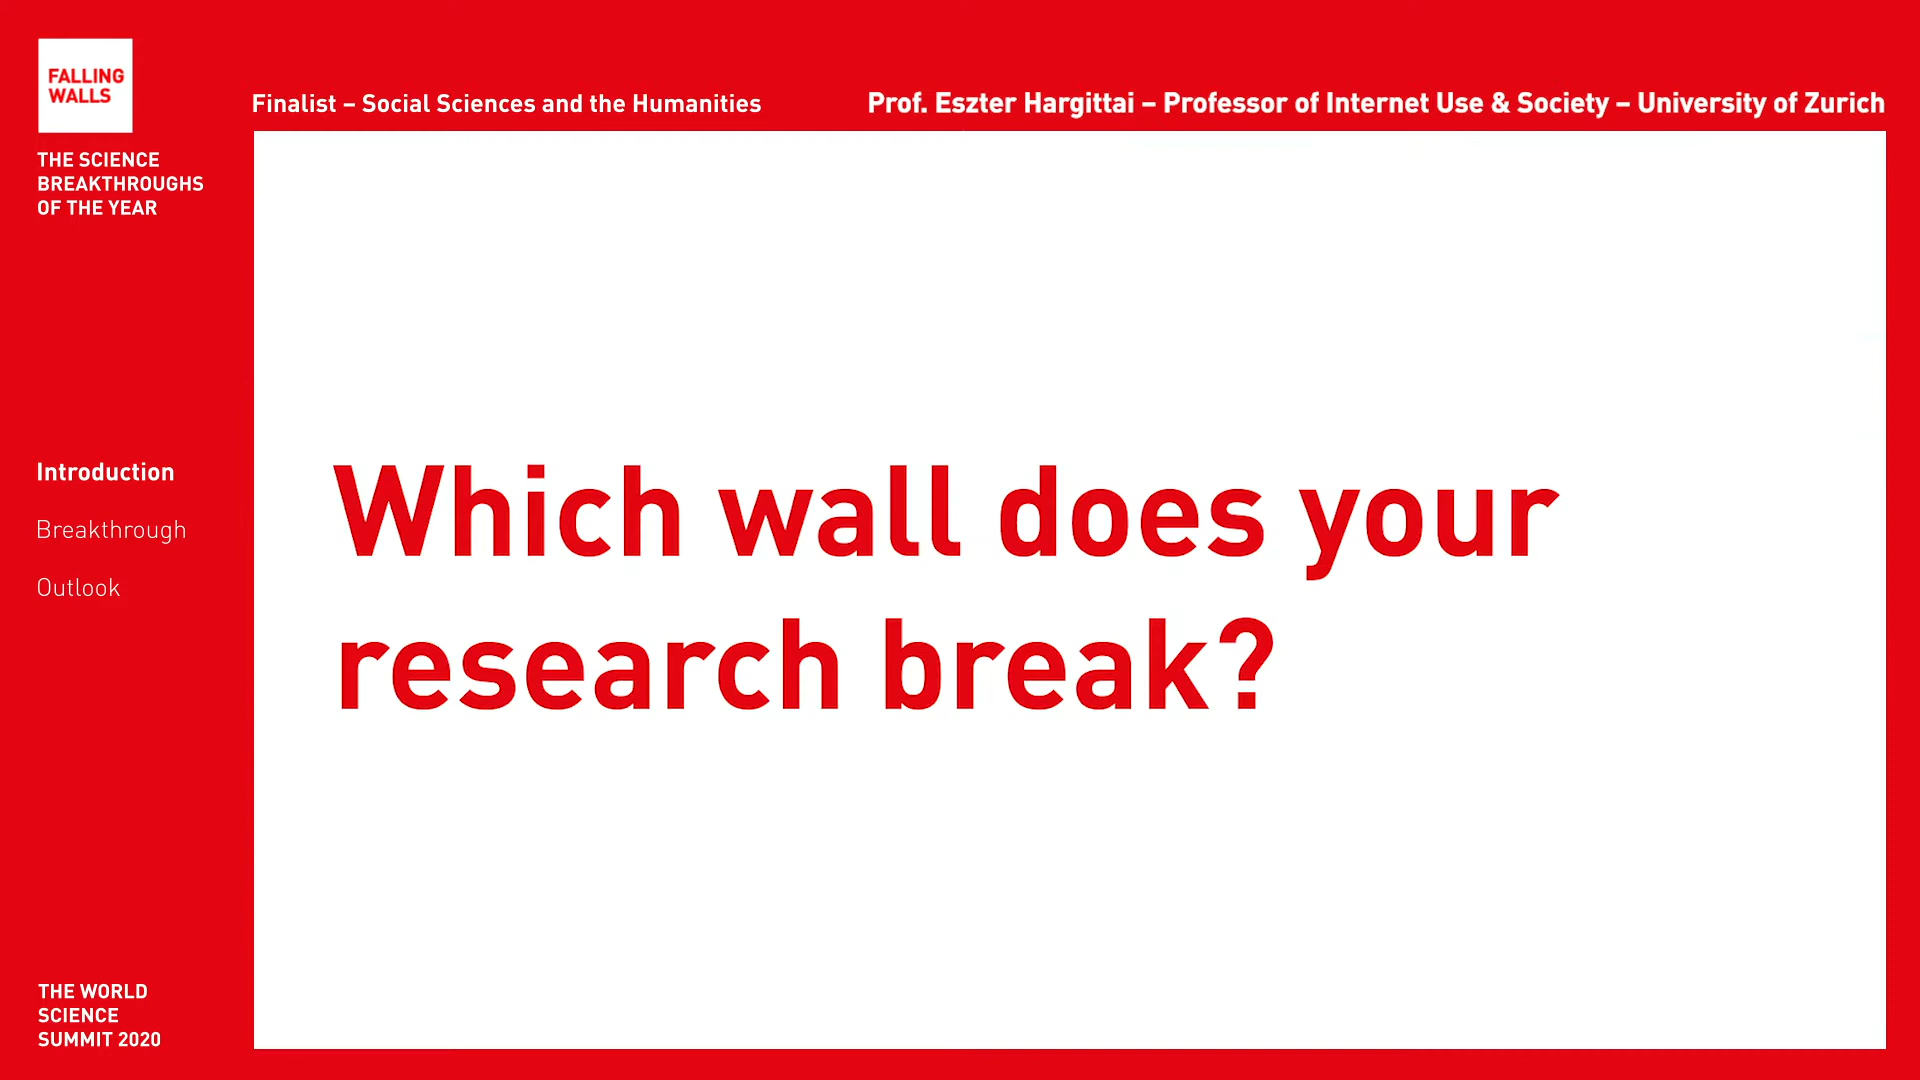 FALLING
WALLS
THE SCIENCE
BREAKTHROUGHS
OF THE YEAR
Finalist – Social Sciences and the Humanities
Prof. Eszter Hargittai – Professor of Internet Use & Society – University of Zurich
Introduction
Breakthrough
Outlook
Which wall does your
research break?
THE WORLD
SCIENCE
SUMMIT 2020